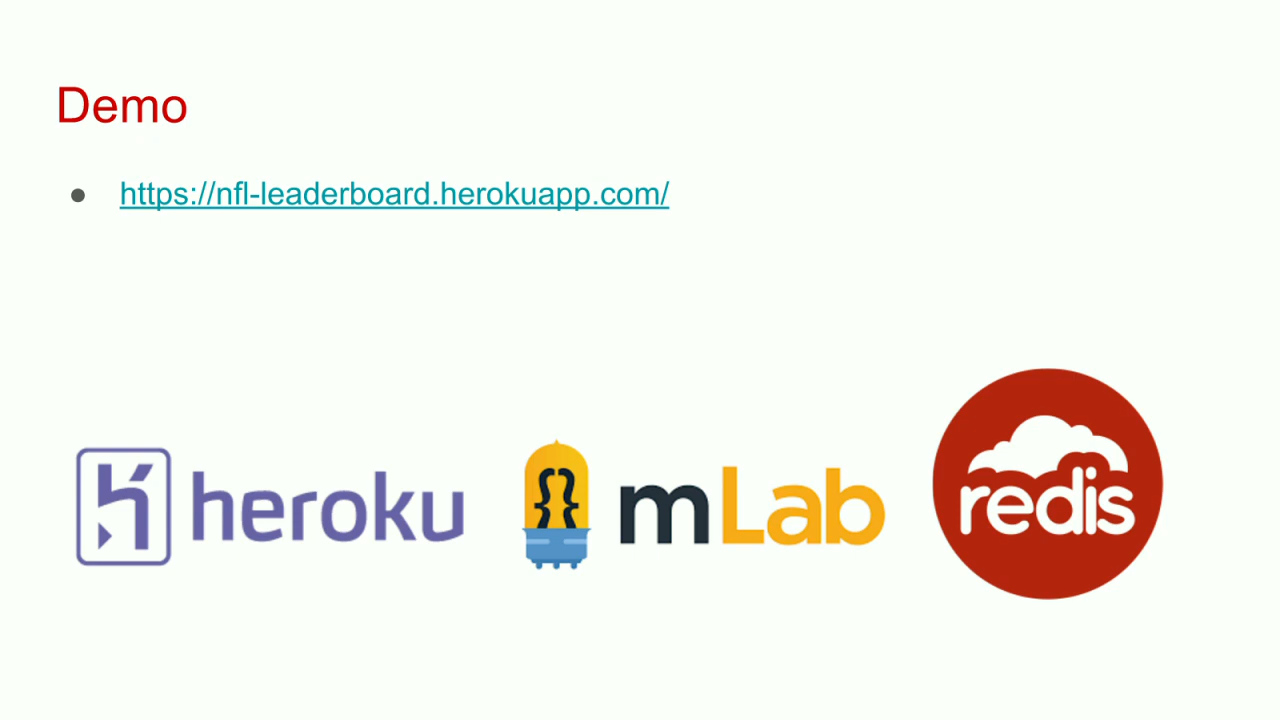 Demo
● https://nfl-leaderboard.herokuapp.com/
heroku
mLab
redis